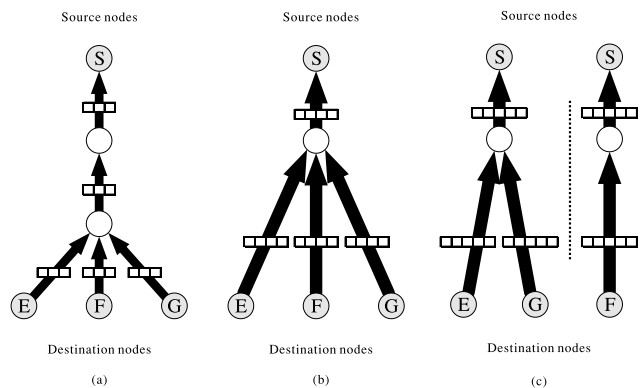 Source nodes Source nodes Source nodes
S S S S
E F G E F G E G F
Destination nodes Destination nodes Destination nodes
(a) (b) (c)